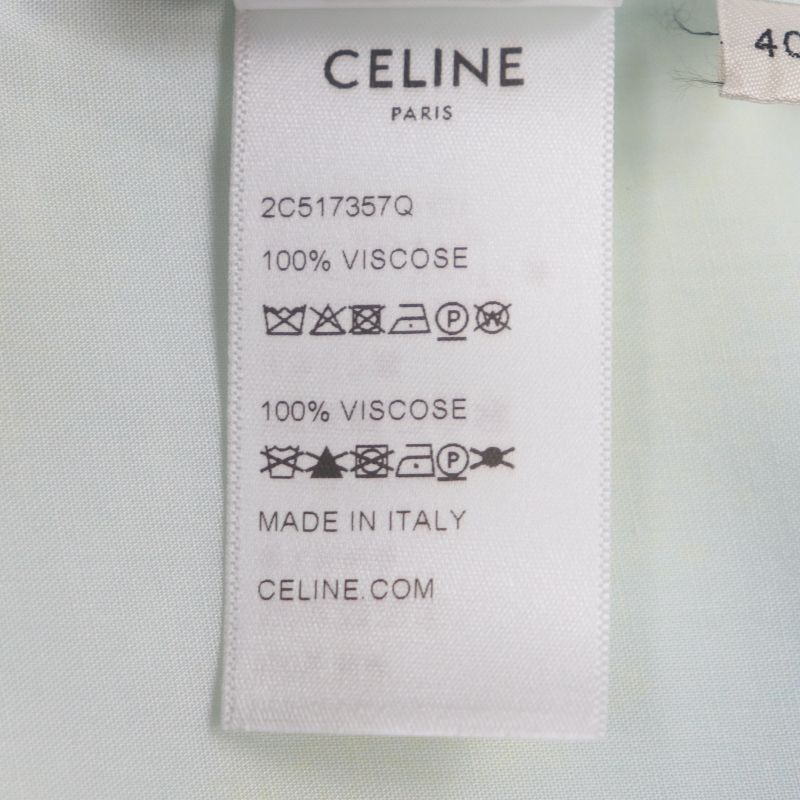 CELINE
PARIS
40
2C517357Q
100% VISCOSE
P W
100% VISCOSE
P
MADE IN ITALY
CELINE.COM